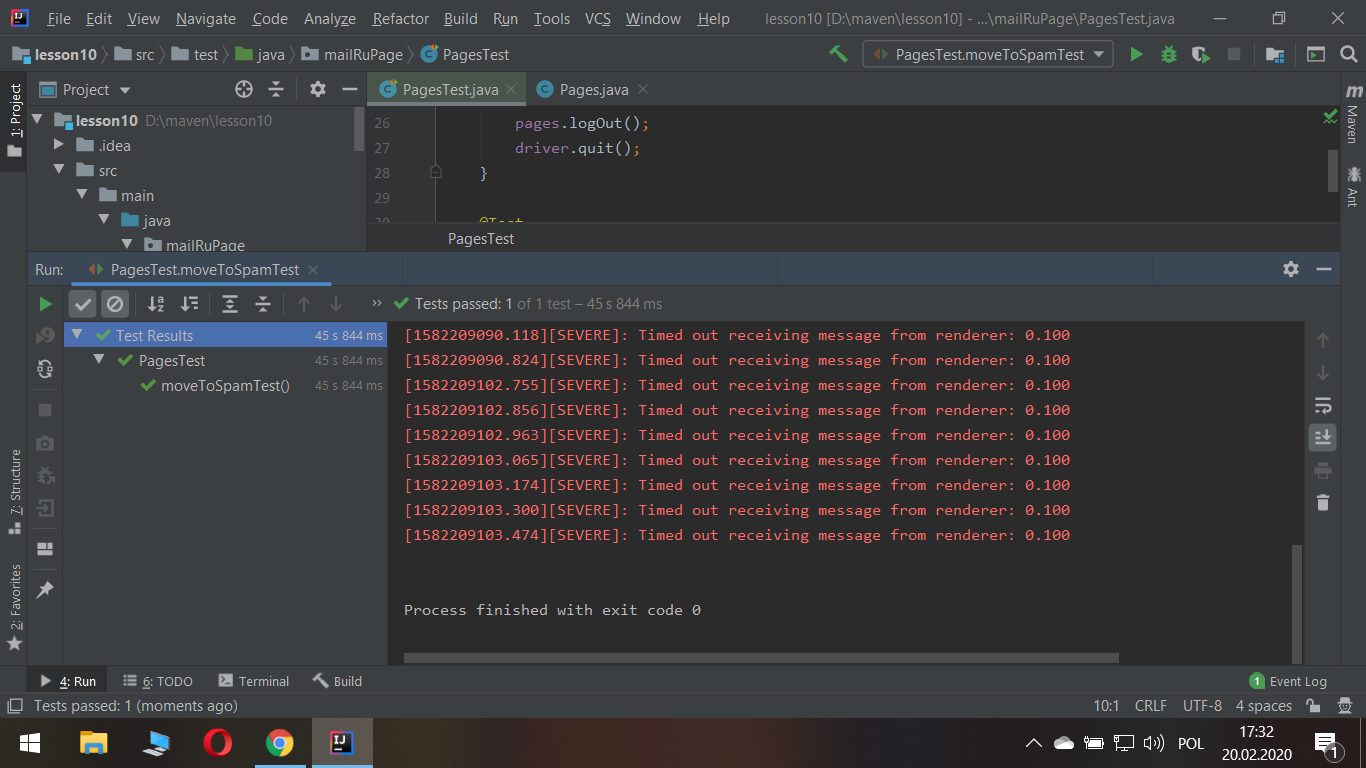 File Edit View Navigate Code Analyze Refactor Build Run Tools VCS Window Help lesson10 [D:\maven\lesson10] - ...\mailRuPage\PagesTest.java
lesson10 src test java mailRuPage PagesTest PagesTest.moveToSpamTest
1: Project
Project
PagesTest.java Pages.java
lesson10 D:\maven\lesson10
.idea
src
main
java
mailRuPage
26 pages.logOut();
27 driver.quit();
28 }
29
30 @Test
PagesTest
Maven
Ant
Run: PagesTest.moveToSpamTest
Tests passed: 1 of 1 test – 45 s 844 ms
Test Results 45 s 844 ms
PagesTest 45 s 844 ms
moveToSpamTest() 45 s 844 ms
[1582209090.118][SEVERE]: Timed out receiving message from renderer: 0.100
[1582209090.824][SEVERE]: Timed out receiving message from renderer: 0.100
[1582209102.755][SEVERE]: Timed out receiving message from renderer: 0.100
[1582209102.856][SEVERE]: Timed out receiving message from renderer: 0.100
[1582209102.963][SEVERE]: Timed out receiving message from renderer: 0.100
[1582209103.065][SEVERE]: Timed out receiving message from renderer: 0.100
[1582209103.174][SEVERE]: Timed out receiving message from renderer: 0.100
[1582209103.300][SEVERE]: Timed out receiving message from renderer: 0.100
[1582209103.474][SEVERE]: Timed out receiving message from renderer: 0.100
Process finished with exit code 0
7: Structure
2: Favorites
4: Run 6: TODO Terminal Build 1 Event Log
Tests passed: 1 (moments ago) 10:1 CRLF UTF-8 4 spaces
POL
17:32
20.02.2020
1